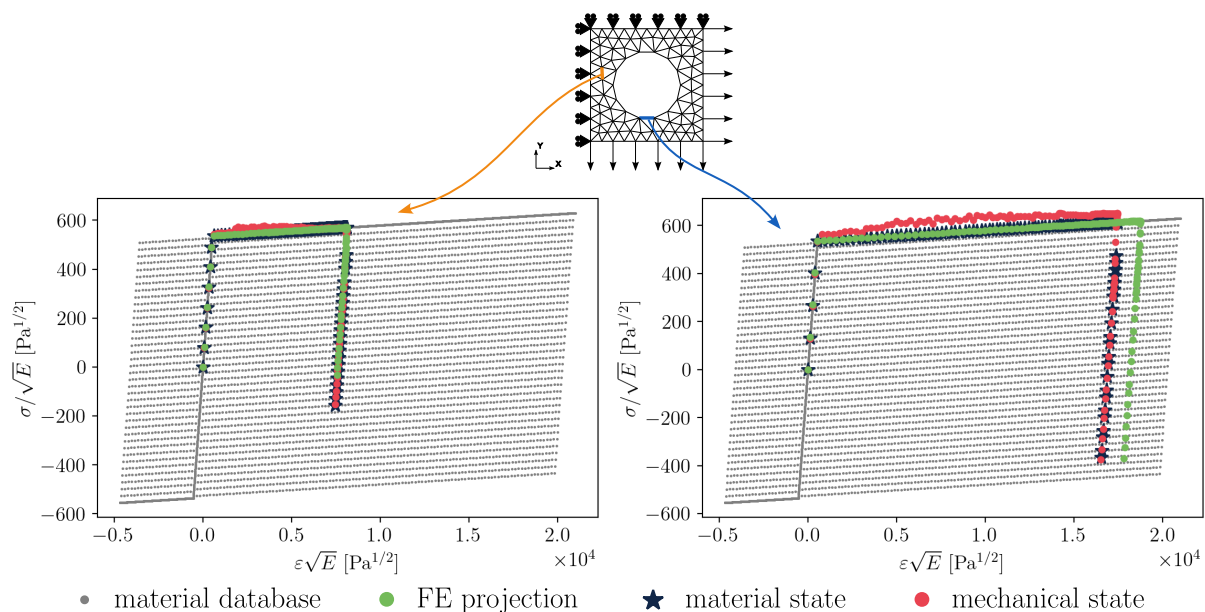 Y
X
600
400
200
0
−200
−400
−600
σ/√E [Pa^{1/2}]
−0.5 0.0 0.5 1.0 1.5 2.0
×10^4
ε√E [Pa^{1/2}]
600
400
200
0
−200
−400
−600
σ/√E [Pa^{1/2}]
−0.5 0.0 0.5 1.0 1.5 2.0
×10^4
ε√E [Pa^{1/2}]
material database FE projection material state mechanical state